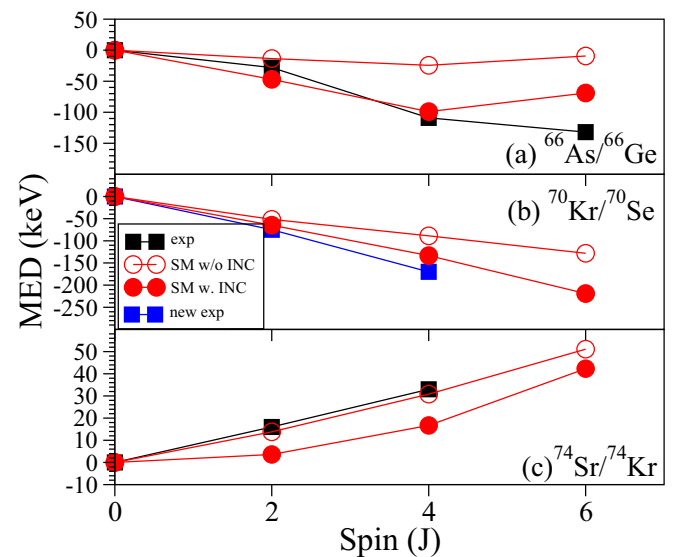 50
0
-50
-100
-150
(a) ⁶⁶As/⁶⁶Ge
0
-50
-100
-150
-200
-250
(b) ⁷⁰Kr/⁷⁰Se
exp
SM w/o INC
SM w. INC
new exp
MED (keV)
50
40
30
20
10
0
-10
(c) ⁷⁴Sr/⁷⁴Kr
0 2 4 6
Spin (J)